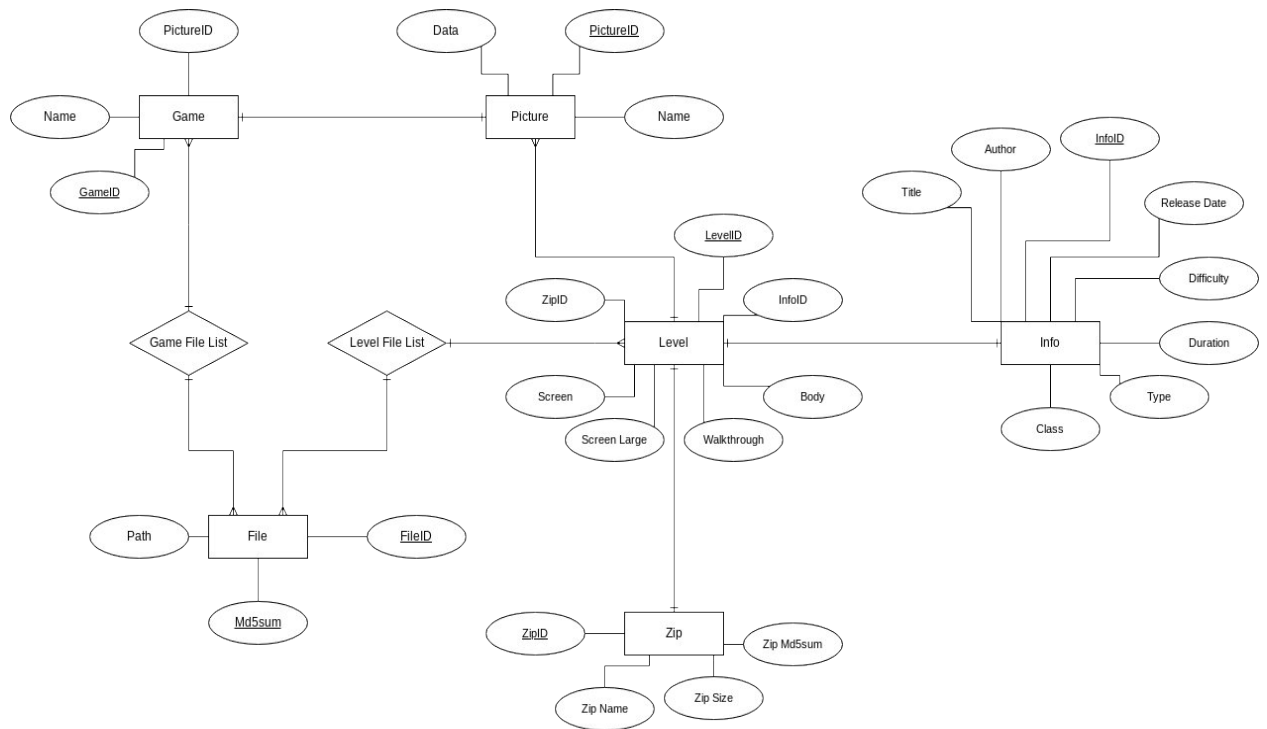 PictureID
Data
PictureID
Name
Game
Picture
Name
Author
InfoID
GameID
Title
Release Date
LevelID
Difficulty
ZipID
InfoID
Game File List
Level File List
Level
Info
Duration
Screen
Body
Type
Screen Large
Walkthrough
Class
Path
File
FileID
Md5sum
ZipID
Zip
Zip Md5sum
Zip Name
Zip Size